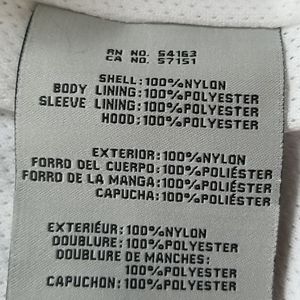 RN NO. 54163
CA NO. 57151
SHELL:100%NYLON
BODY LINING:100%POLYESTER
SLEEVE LINING:100%POLYESTER
HOOD:100%POLYESTER
EXTERIOR:100%NYLON
FORRO DEL CUERPO:100%POLIÉSTER
FORRO DE LA MANGA:100%POLIÉSTER
CAPUCHA:100%POLIÉSTER
EXTERIÉUR:100%NYLON
DOUBLURE:100%POLYESTER
DOUBLURE DE MANCHES:
100%POLYESTER
CAPUCHON:100%POLYESTER